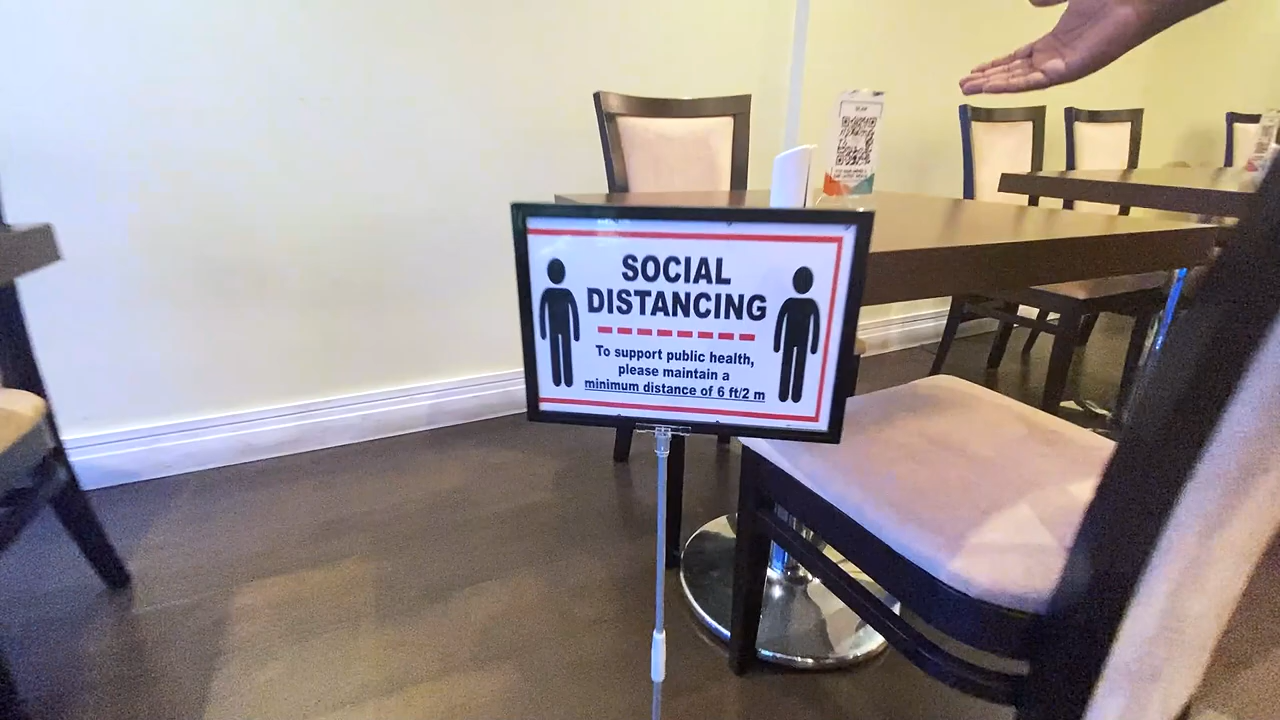 SOCIAL
DISTANCING
To support public health,
please maintain a
minimum distance of 6 ft/2 m